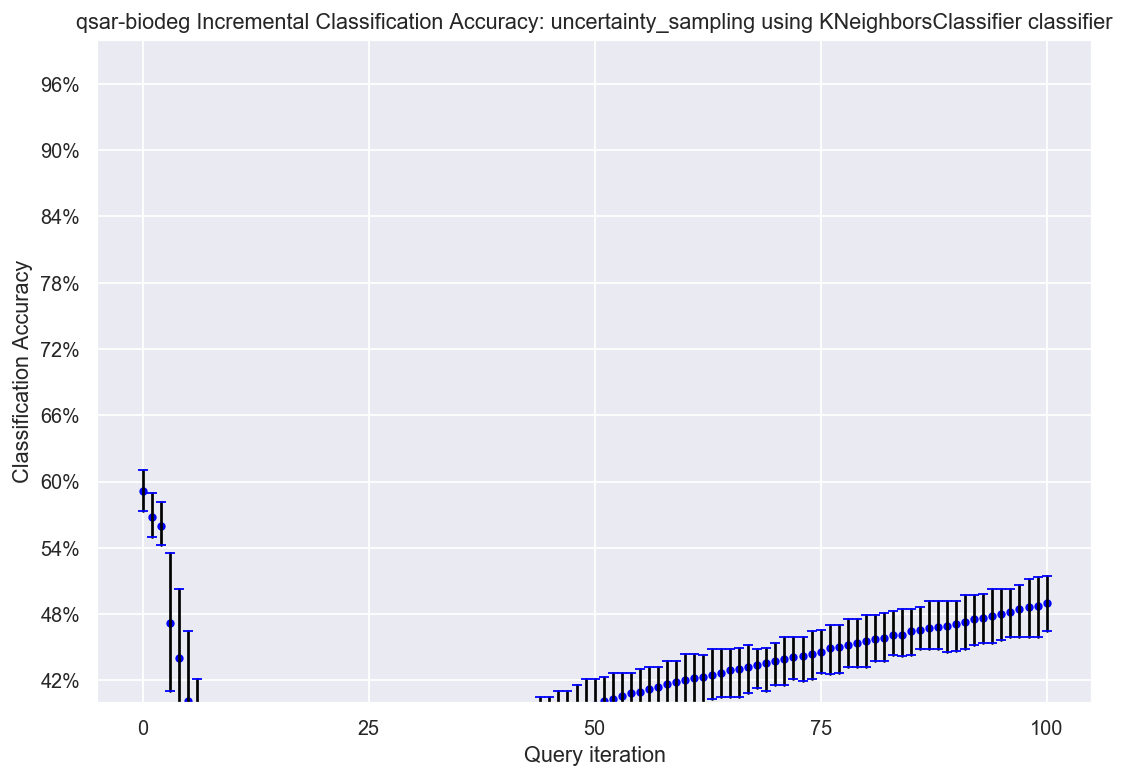 qsar-biodeg Incremental Classification Accuracy: uncertainty_sampling using KNeighborsClassifier classifier
96%
90%
84%
78%
72%
66%
60%
54%
48%
42%
Classification Accuracy
0 25 50 75 100
Query iteration